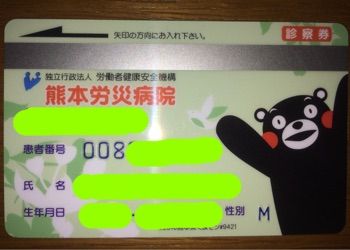 矢印の方向にお入れ下さい。
診察券
独立行政法人 労働者健康安全機構
熊本労災病院
患者番号 008
氏 名
生年月日 性別 M